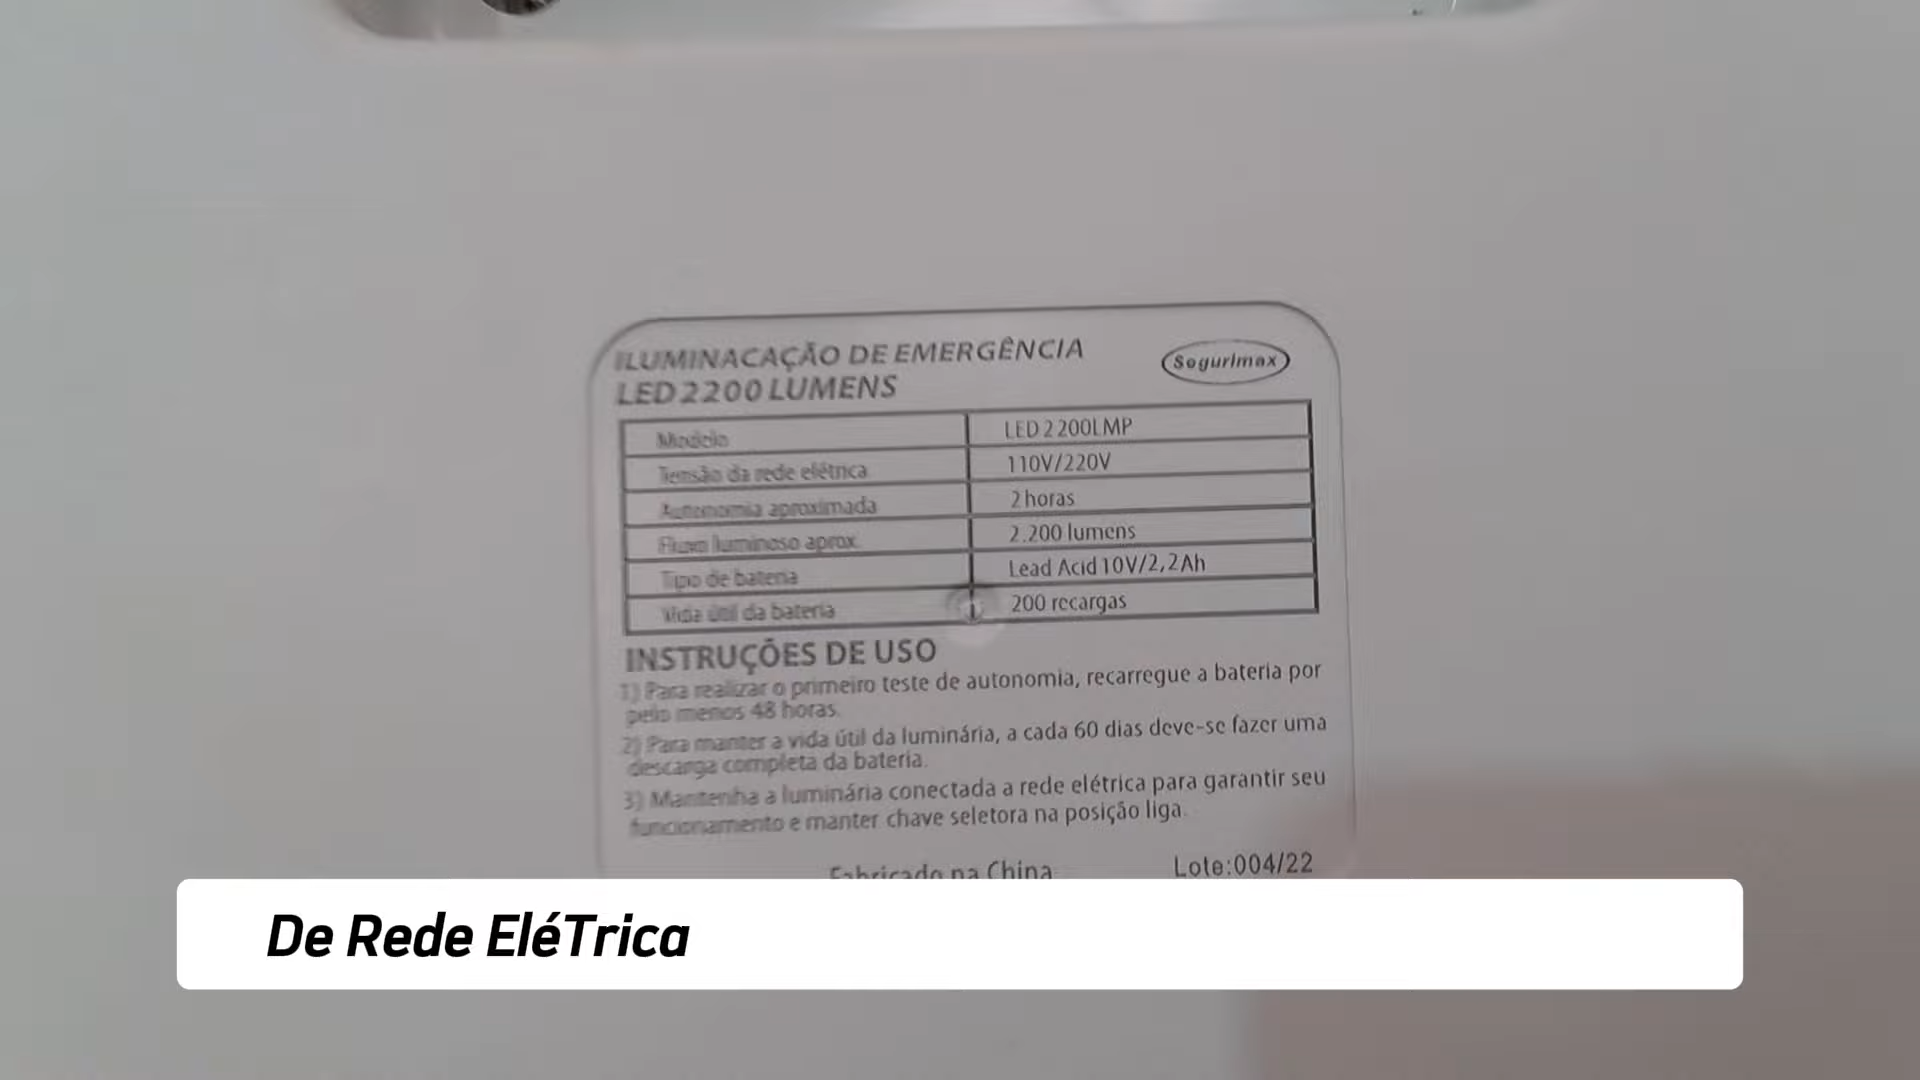 ILUMINACAÇÃO DE EMERGÊNCIA
LED 2200 LUMENS
Segurimax
Modelo LED2200LMP
Tensão da rede elétrica 110V/220V
Autonomia aproximada 2 horas
Fluxo luminoso aprox. 2.200 lumens
Tipo de bateria Lead Acid 10V/2,2Ah
Vida útil da bateria 200 recargas
INSTRUÇÕES DE USO
1) Para realizar o primeiro teste de autonomia, recarregue a bateria por
pelo menos 48 horas.
2) Para manter a vida útil da luminária, a cada 60 dias deve-se fazer uma
descarga completa da bateria.
3) Mantenha a luminária conectada a rede elétrica para garantir seu
funcionamento e manter chave seletora na posição liga.
Fabricado na China
Lote:004/22
De Rede EléTrica